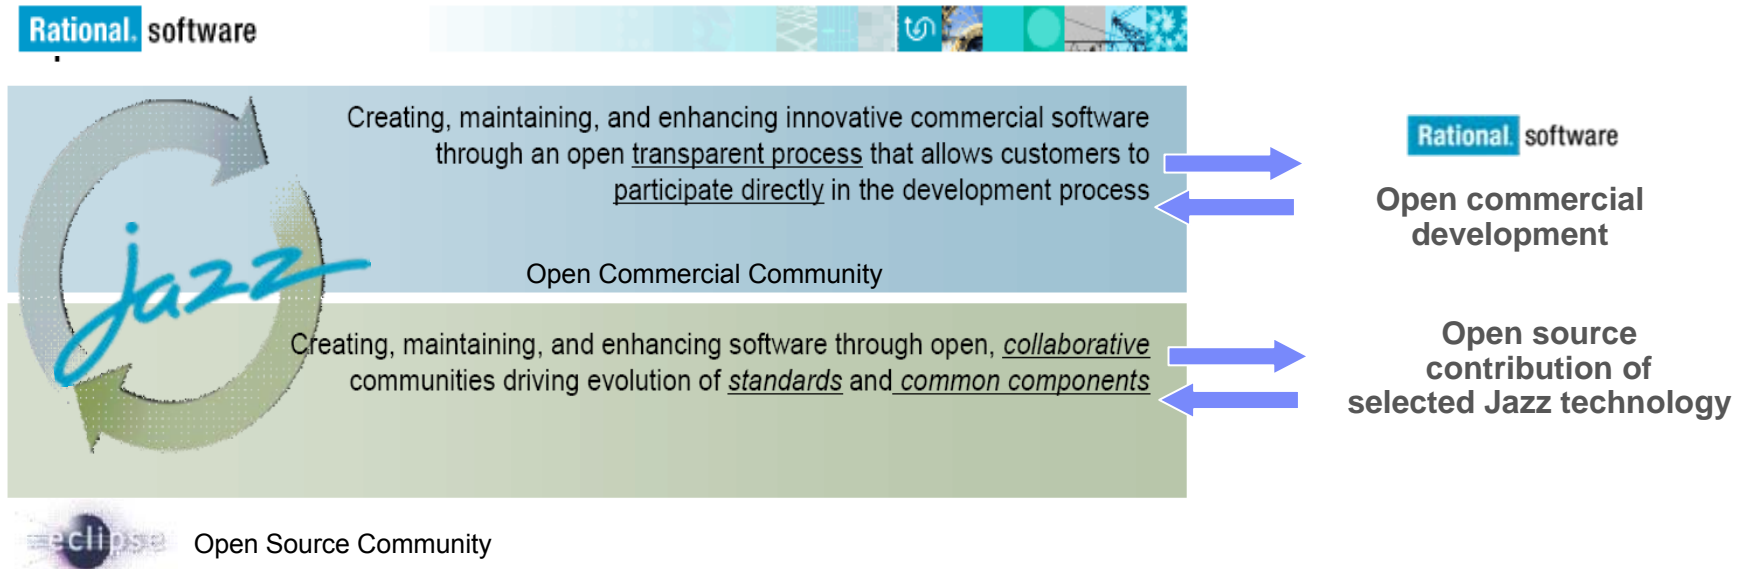 Rational. software
Creating, maintaining, and enhancing innovative commercial software
through an open transparent process that allows customers to
participate directly in the development process
Open Commercial Community
jazz
Creating, maintaining, and enhancing software through open, collaborative
communities driving evolution of standards and common components
eclipse
Open Source Community
Rational. software
Open commercial
development
Open source
contribution of
selected Jazz technology